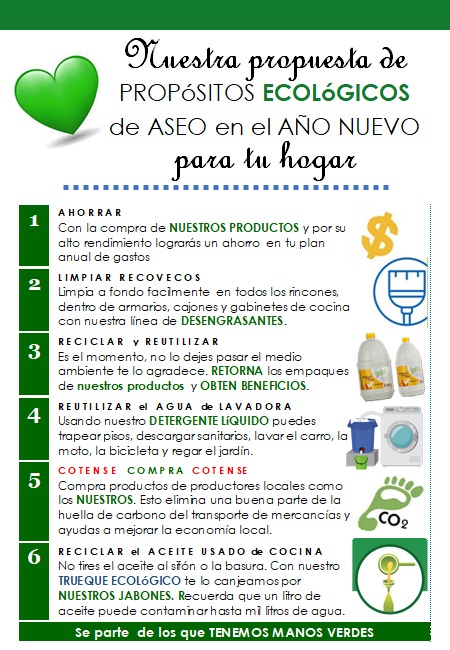 Nuestra propuesta de
PROPóSITOS ECOLóGICOS
de ASEO en el AÑO NUEVO
para tu hogar
1
AHORRAR
Con la compra de NUESTROS PRODUCTOS y por su
alto rendimiento lograrás un ahorro en tu plan
anual de gastos
2
LIMPIAR RECOVECOS
Limpia a fondo facilmente en todos los rincones,
dentro de armarios, cajones y gabinetes de cocina
con nuestra línea de DESENGRASANTES.
3
RECICLAR y REUTILIZAR
Es el momento, no lo dejes pasar el medio
ambiente te lo agradece. RETORNA los empaques
de nuestros productos y OBTEN BENEFICIOS.
4
REUTILIZAR el AGUA de LAVADORA
Usando nuestro DETERGENTE LíQUIDO puedes
trapear pisos, descargar sanitarios, lavar el carro, la
moto, la bicicleta y regar el jardín.
5
COTENSE COMPRA COTENSE
Compra productos de productores locales como
los NUESTROS. Esto elimina una buena parte de la
huella de carbono del transporte de mercancías y
ayudas a mejorar la economía local.
CO2
6
RECICLAR el ACEITE USADO de COCINA
No tires el aceite al sifón o la basura. Con nuestro
TRUEQUE ECOLóGICO te lo canjeamos por
NUESTROS JABONES. Recuerda que un litro de
aceite puede contaminar hasta mil litros de agua.
Se parte de los que TENEMOS MANOS VERDES